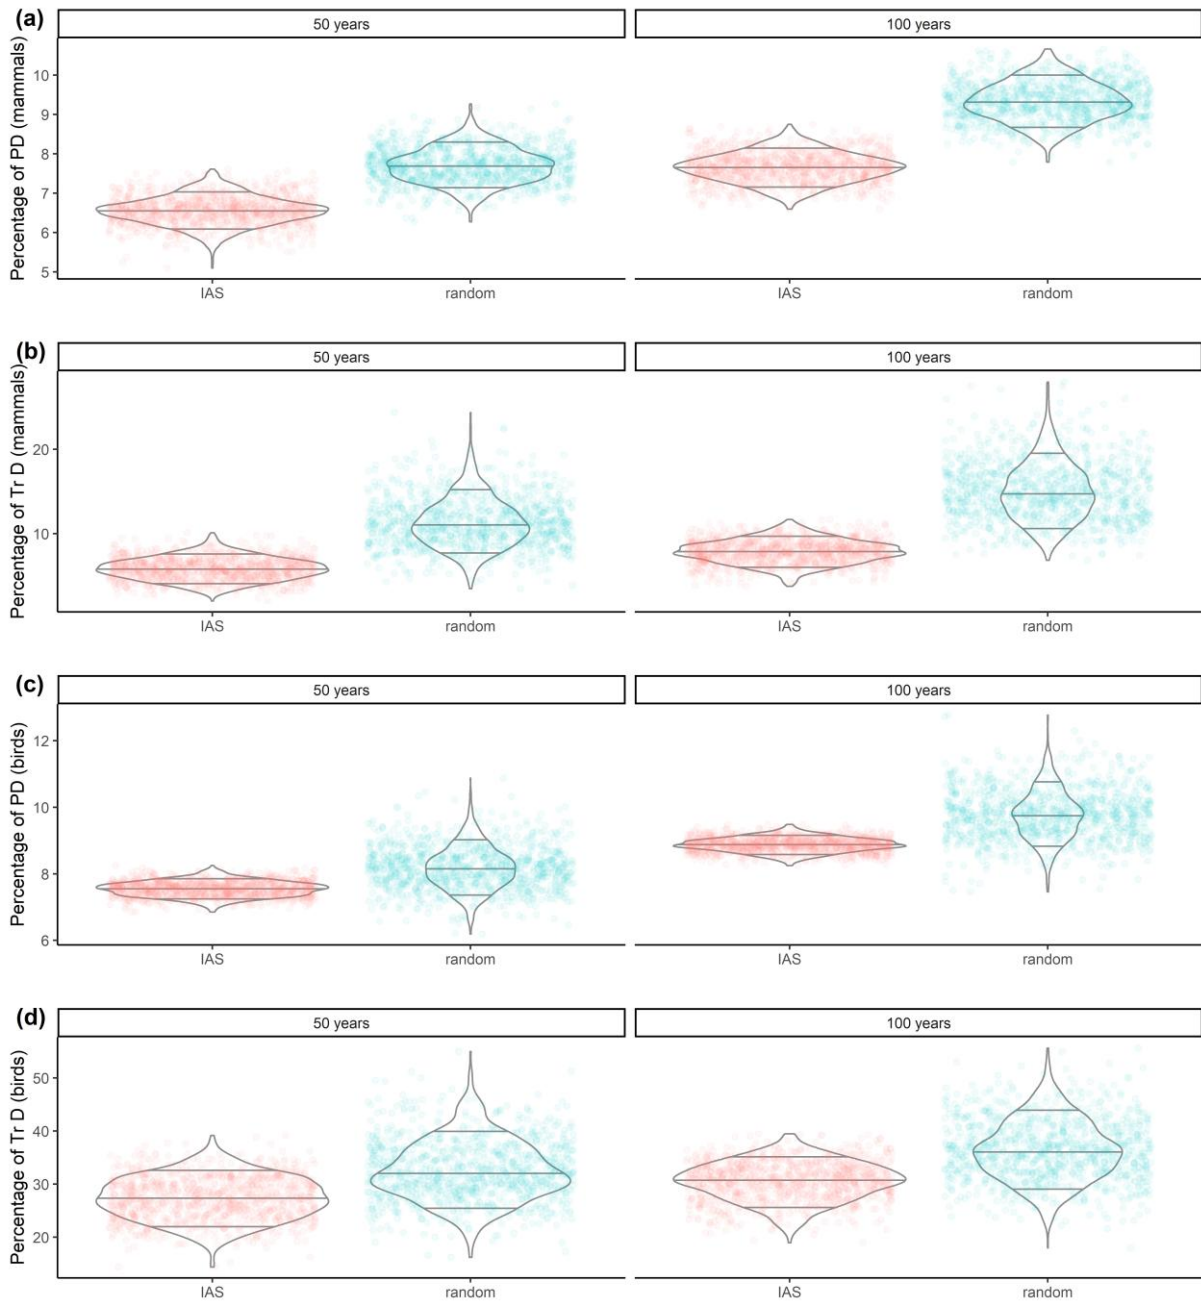 (a)
50 years
100 years
Percentage of PD (mammals)
10
9
8
7
6
5
IAS
random
IAS
random
(b)
50 years
100 years
Percentage of Tr D (mammals)
20
10
IAS
random
IAS
random
(c)
50 years
100 years
Percentage of PD (birds)
12
10
8
6
IAS
random
IAS
random
(d)
50 years
100 years
Percentage of Tr D (birds)
50
40
30
20
IAS
random
IAS
random